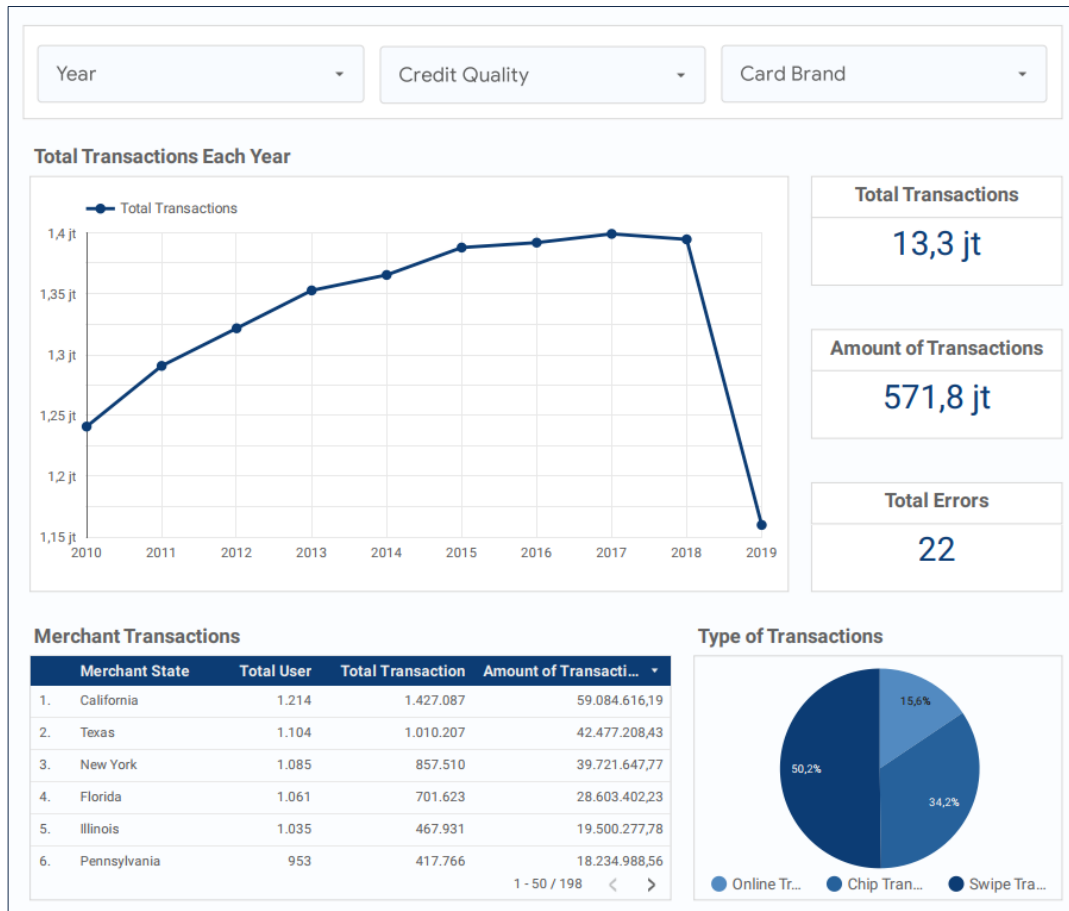 Year
Credit Quality
Card Brand
Total Transactions Each Year
Total Transactions
1,4 jt
1,35 jt
1,3 jt
1,25 jt
1,2 jt
1,15 jt
2010 2011 2012 2013 2014 2015 2016 2017 2018 2019
Total Transactions
13,3 jt
Amount of Transactions
571,8 jt
Total Errors
22
Merchant Transactions
Merchant State Total User Total Transaction Amount of Transacti...
1. California 1.214 1.427.087 59.084.616,19
2. Texas 1.104 1.010.207 42.477.208,43
3. New York 1.085 857.510 39.721.647,77
4. Florida 1.061 701.623 28.603.402,23
5. Illinois 1.035 467.931 19.500.277,78
6. Pennsylvania 953 417.766 18.234.988,56
1 - 50 / 198
Type of Transactions
15,6%
50,2%
34,2%
Online Tr... Chip Tran... Swipe Tra...